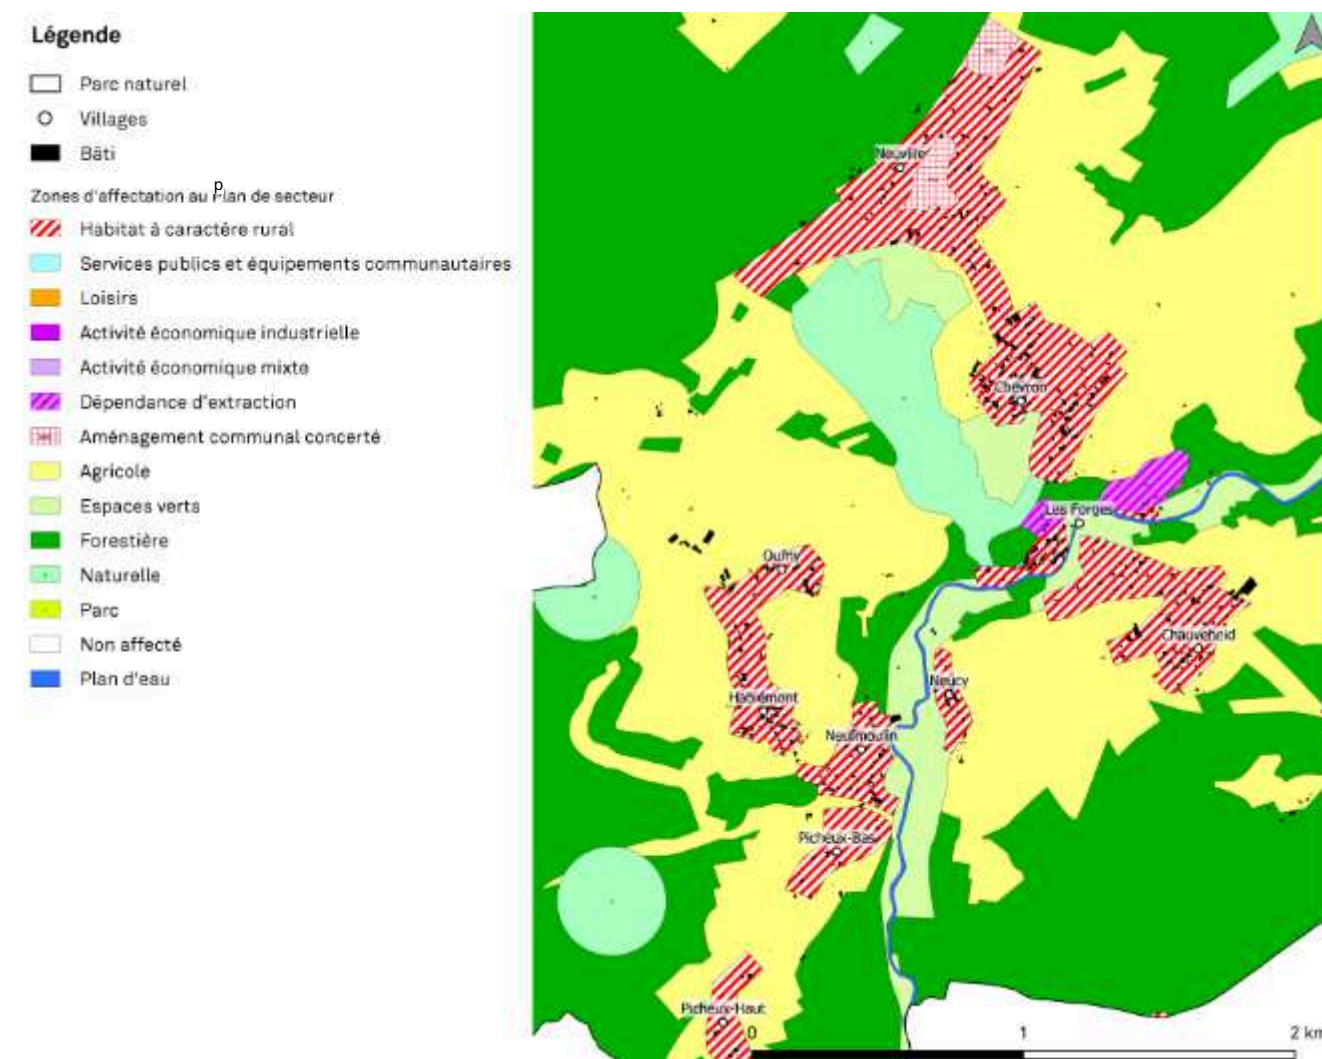 Légende
Parc naturel
Villages
Bâti
Zones d'affectation au Plan de secteur
Habitat à caractère rural
Services publics et équipements communautaires
Loisirs
Activité économique industrielle
Activité économique mixte
Dépendance d'extraction
Aménagement communal concerté
Agricole
Espaces verts
Forestière
Naturelle
Parc
Non affecté
Plan d'eau
Neuville
Chevron
Les Forges
Oufny
Chauveheid
Neucy
Habiémont
Neufmoulin
Picheux-Bas
Picheux-Haut
0 1 2 km